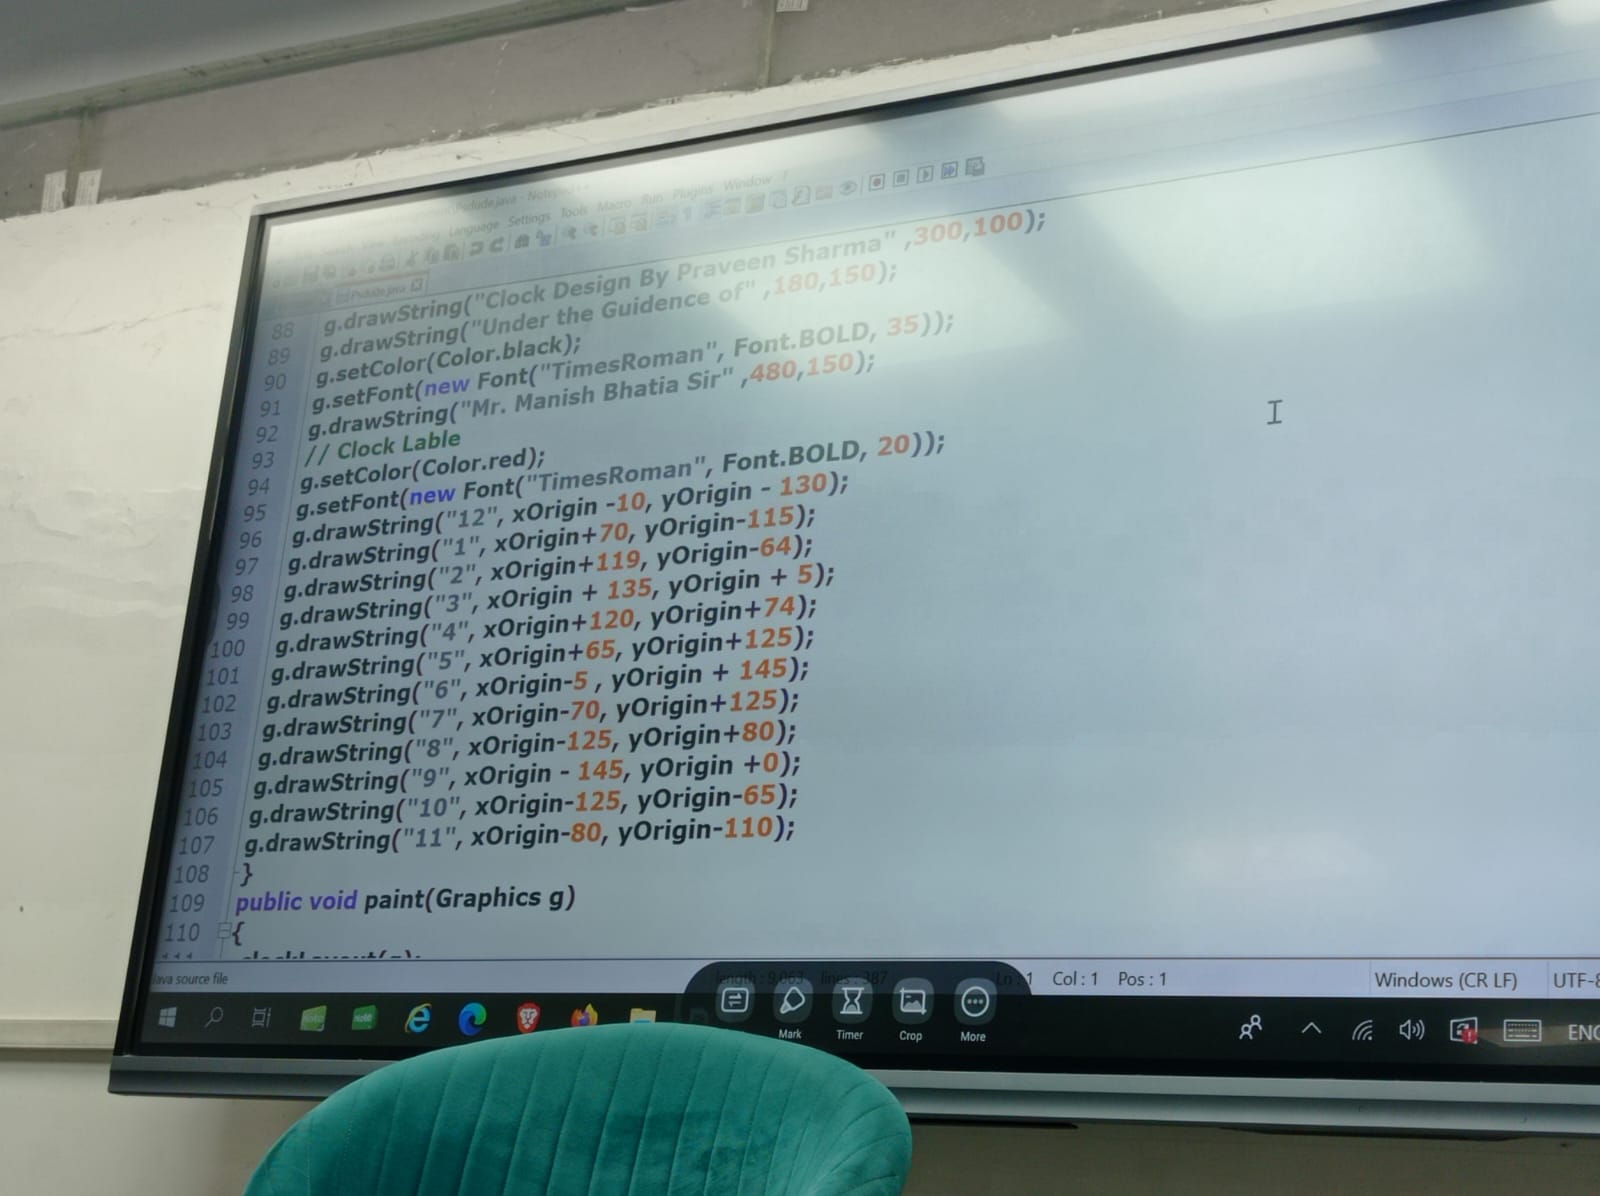 Psdude.java - Notepad++
Language Settings Tools Macro Run Plugins Window ?
Psdude.java
88 g.drawString("Clock Design By Praveen Sharma" ,300,100);
89 g.drawString("Under the Guidence of" ,180,150);
90 g.setColor(Color.black);
91 g.setFont(new Font("TimesRoman", Font.BOLD, 35));
92 g.drawString("Mr. Manish Bhatia Sir" ,480,150);
93 // Clock Lable
94 g.setColor(Color.red);
95 g.setFont(new Font("TimesRoman", Font.BOLD, 20));
96 g.drawString("12", xOrigin -10, yOrigin - 130);
97 g.drawString("1", xOrigin+70, yOrigin-115);
98 g.drawString("2", xOrigin+119, yOrigin-64);
99 g.drawString("3", xOrigin + 135, yOrigin + 5);
100 g.drawString("4", xOrigin+120, yOrigin+74);
101 g.drawString("5", xOrigin+65, yOrigin+125);
102 g.drawString("6", xOrigin-5 , yOrigin + 145);
103 g.drawString("7", xOrigin-70, yOrigin+125);
104 g.drawString("8", xOrigin-125, yOrigin+80);
105 g.drawString("9", xOrigin - 145, yOrigin +0);
106 g.drawString("10", xOrigin-125, yOrigin-65);
107 g.drawString("11", xOrigin-80, yOrigin-110);
108 }
109 public void paint(Graphics g)
110 {
Java source file length : 9,063 lines : 387 Ln : 1 Col : 1 Pos : 1 Windows (CR LF) UTF-8
Mark Timer Crop More
ENG